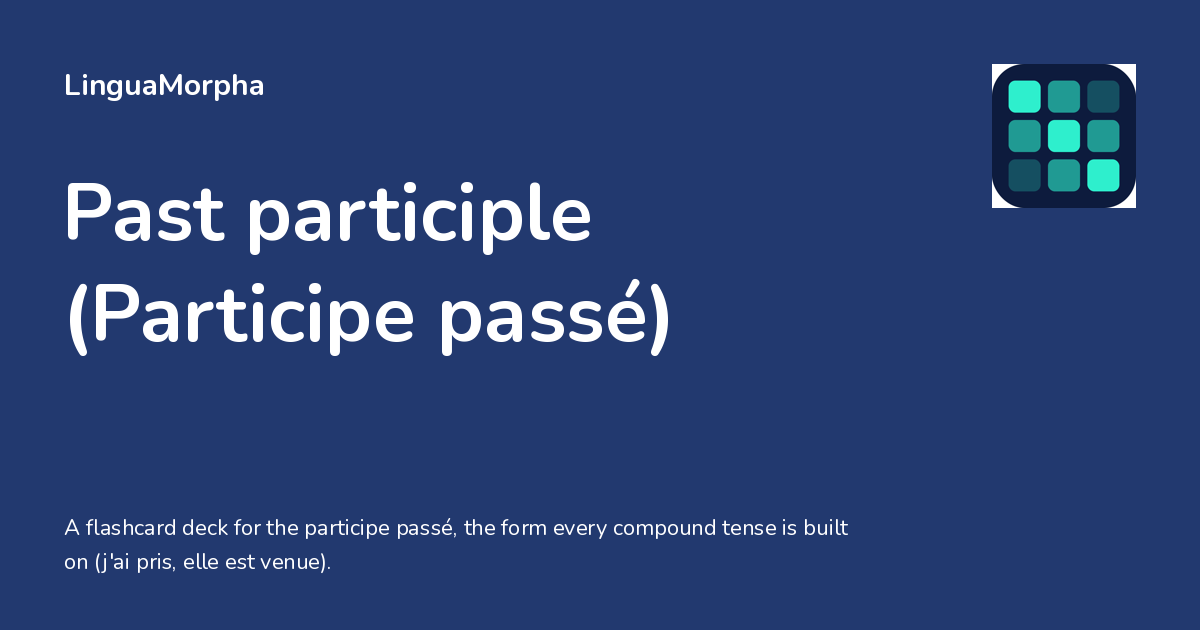 LinguaMorpha
Past participle
(Participe passé)
A flashcard deck for the participe passé, the form every compound tense is built
on (j'ai pris, elle est venue).